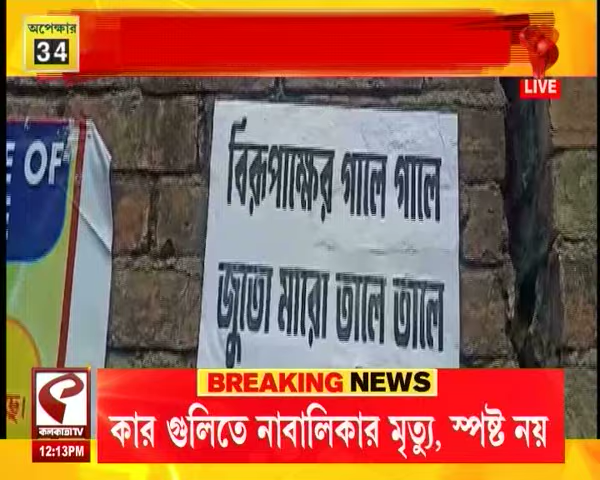 অপেক্ষার
34
LIVE
E OF
বিরূপাক্ষের গালে গালে
জুতো মারো তালে তালে
BREAKING NEWS
কলকাতা TV
কার গুলিতে নাবালিকার মৃত্যু, স্পষ্ট নয়
12:13PM